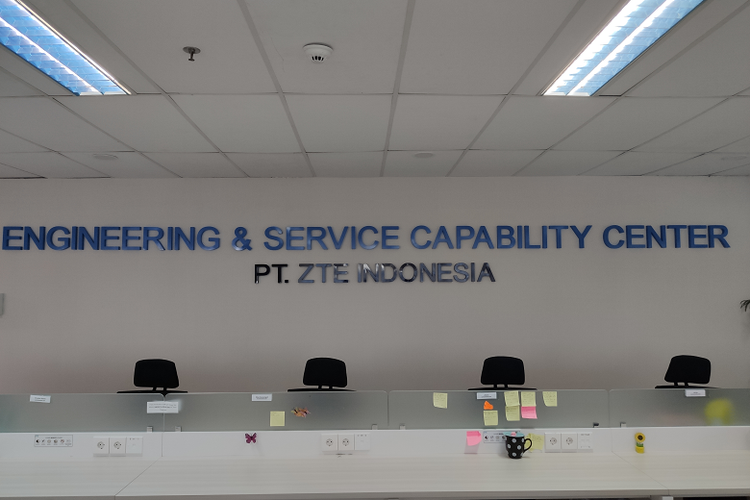 ENGINEERING & SERVICE CAPABILITY CENTER
PT. ZTE INDONESIA